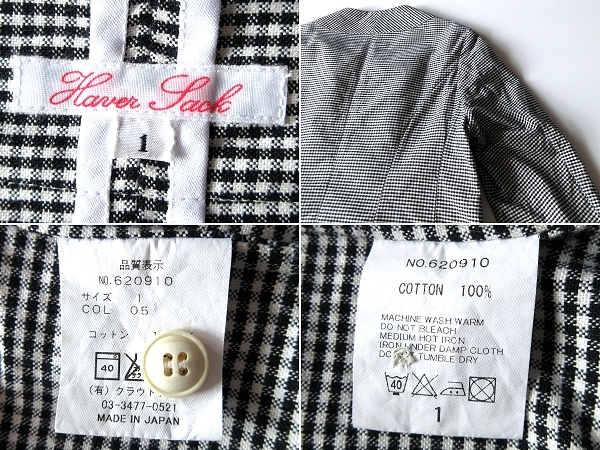 Haver Sack
1
品質表示
NO.620910
サイズ 1
COL 05
コットン
40
(有)クラウト
03-3477-0521
MADE IN JAPAN
NO.620910
COTTON 100%
MACHINE WASH WARM
DO NOT BLEACH
MEDIUM HOT IRON
IRON UNDER DAMP CLOTH
TUMBLE DRY
40
1